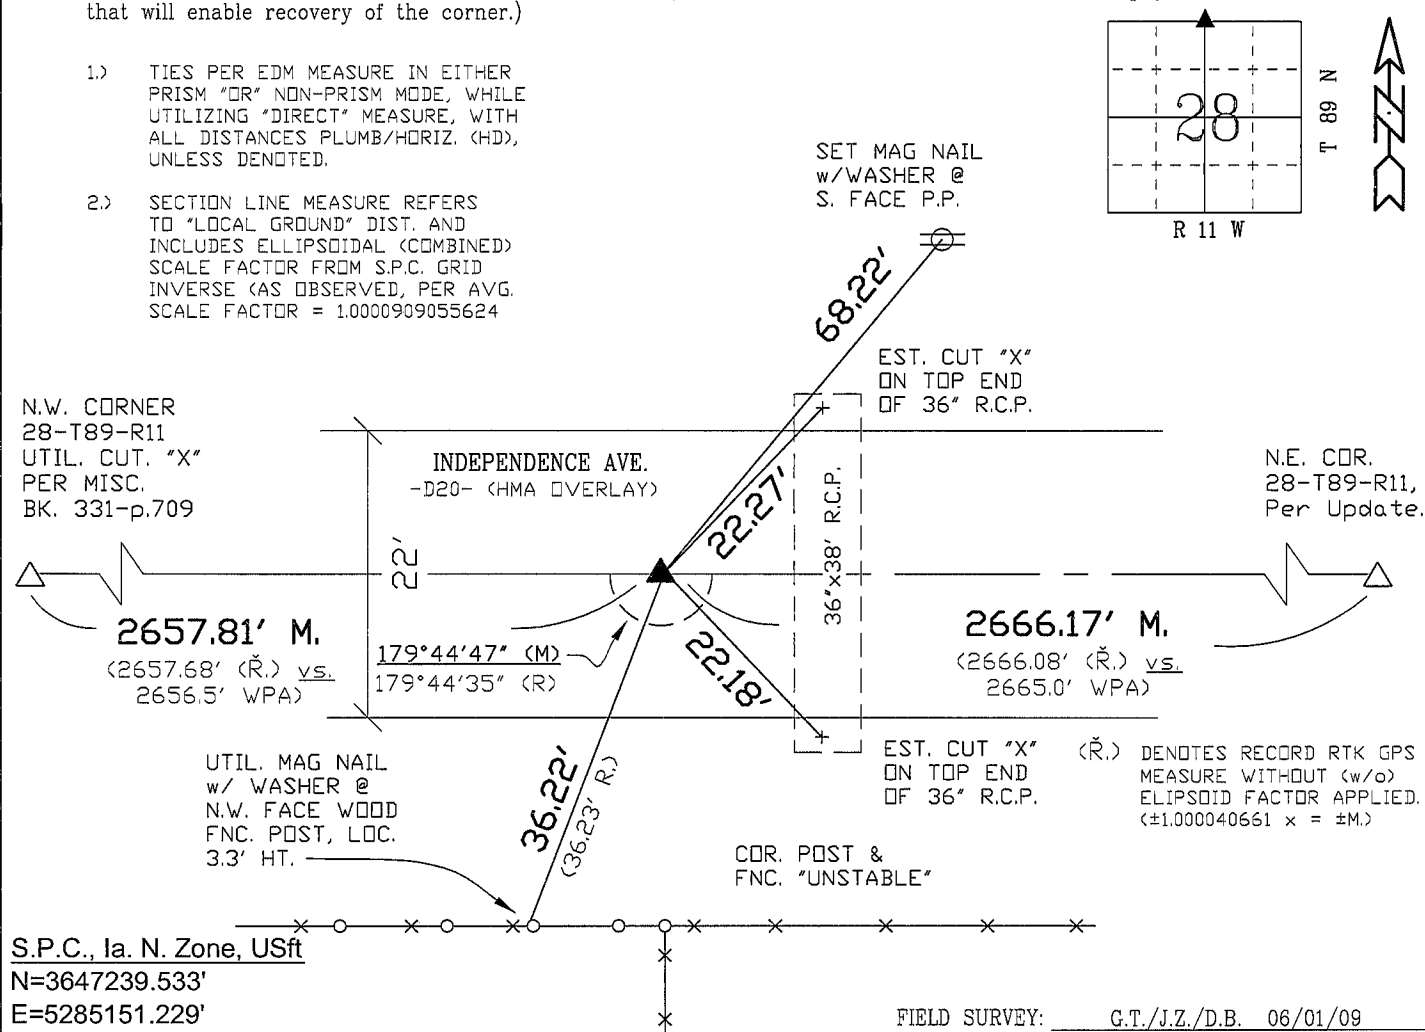 that will enable recovery of the corner.)
1.) TIES PER EDM MEASURE IN EITHER
PRISM "OR" NON-PRISM MODE, WHILE
UTILIZING "DIRECT" MEASURE, WITH
ALL DISTANCES PLUMB/HORIZ. (HD),
UNLESS DENOTED.
2.) SECTION LINE MEASURE REFERS
TO "LOCAL GROUND" DIST. AND
INCLUDES ELLIPSOIDAL (COMBINED)
SCALE FACTOR FROM S.P.C. GRID
INVERSE (AS OBSERVED, PER AVG.
SCALE FACTOR = 1.0000909055624
28
T 89 N
R 11 W
N
SET MAG NAIL
w/WASHER @
S. FACE P.P.
68.22'
EST. CUT "X"
ON TOP END
OF 36" R.C.P.
N.W. CORNER
28-T89-R11
UTIL. CUT. "X"
PER MISC.
BK. 331-p.709
INDEPENDENCE AVE.
-D20- (HMA OVERLAY)
22.27'
36"x38' R.C.P.
N.E. COR.
28-T89-R11,
Per Update.
22'
2657.81' M.
(2657.68' (Ř.) vs.
2656.5' WPA)
179°44'47" (M)
179°44'35" (R)
22.18'
2666.17' M.
(2666.08' (Ř.) vs.
2665.0' WPA)
UTIL. MAG NAIL
w/ WASHER @
N.W. FACE WOOD
FNC. POST, LOC.
3.3' HT.
36.22'
(36.23' R.)
EST. CUT "X"
ON TOP END
OF 36" R.C.P.
(Ř.) DENOTES RECORD RTK GPS
MEASURE WITHOUT (w/o)
ELIPSOID FACTOR APPLIED.
(±1.000040661 x = ±M.)
COR. POST &
FNC. "UNSTABLE"
S.P.C., Ia. N. Zone, USft
N=3647239.533'
E=5285151.229'
FIELD SURVEY: G.T./J.Z./D.B. 06/01/09